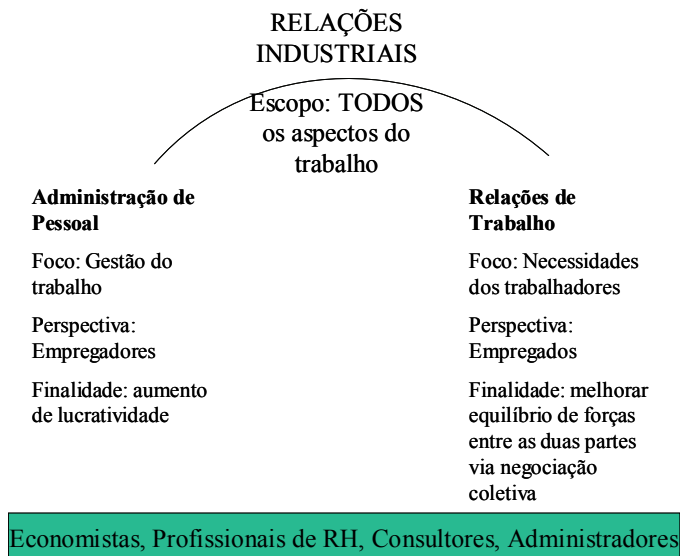 RELAÇÕES
INDUSTRIAIS
Escopo: TODOS
os aspectos do
trabalho
Administração de
Pessoal
Foco: Gestão do
trabalho
Perspectiva:
Empregadores
Finalidade: aumento
de lucratividade
Relações de
Trabalho
Foco: Necessidades
dos trabalhadores
Perspectiva:
Empregados
Finalidade: melhorar
equilíbrio de forças
entre as duas partes
via negociação
coletiva
Economistas, Profissionais de RH, Consultores, Administradores